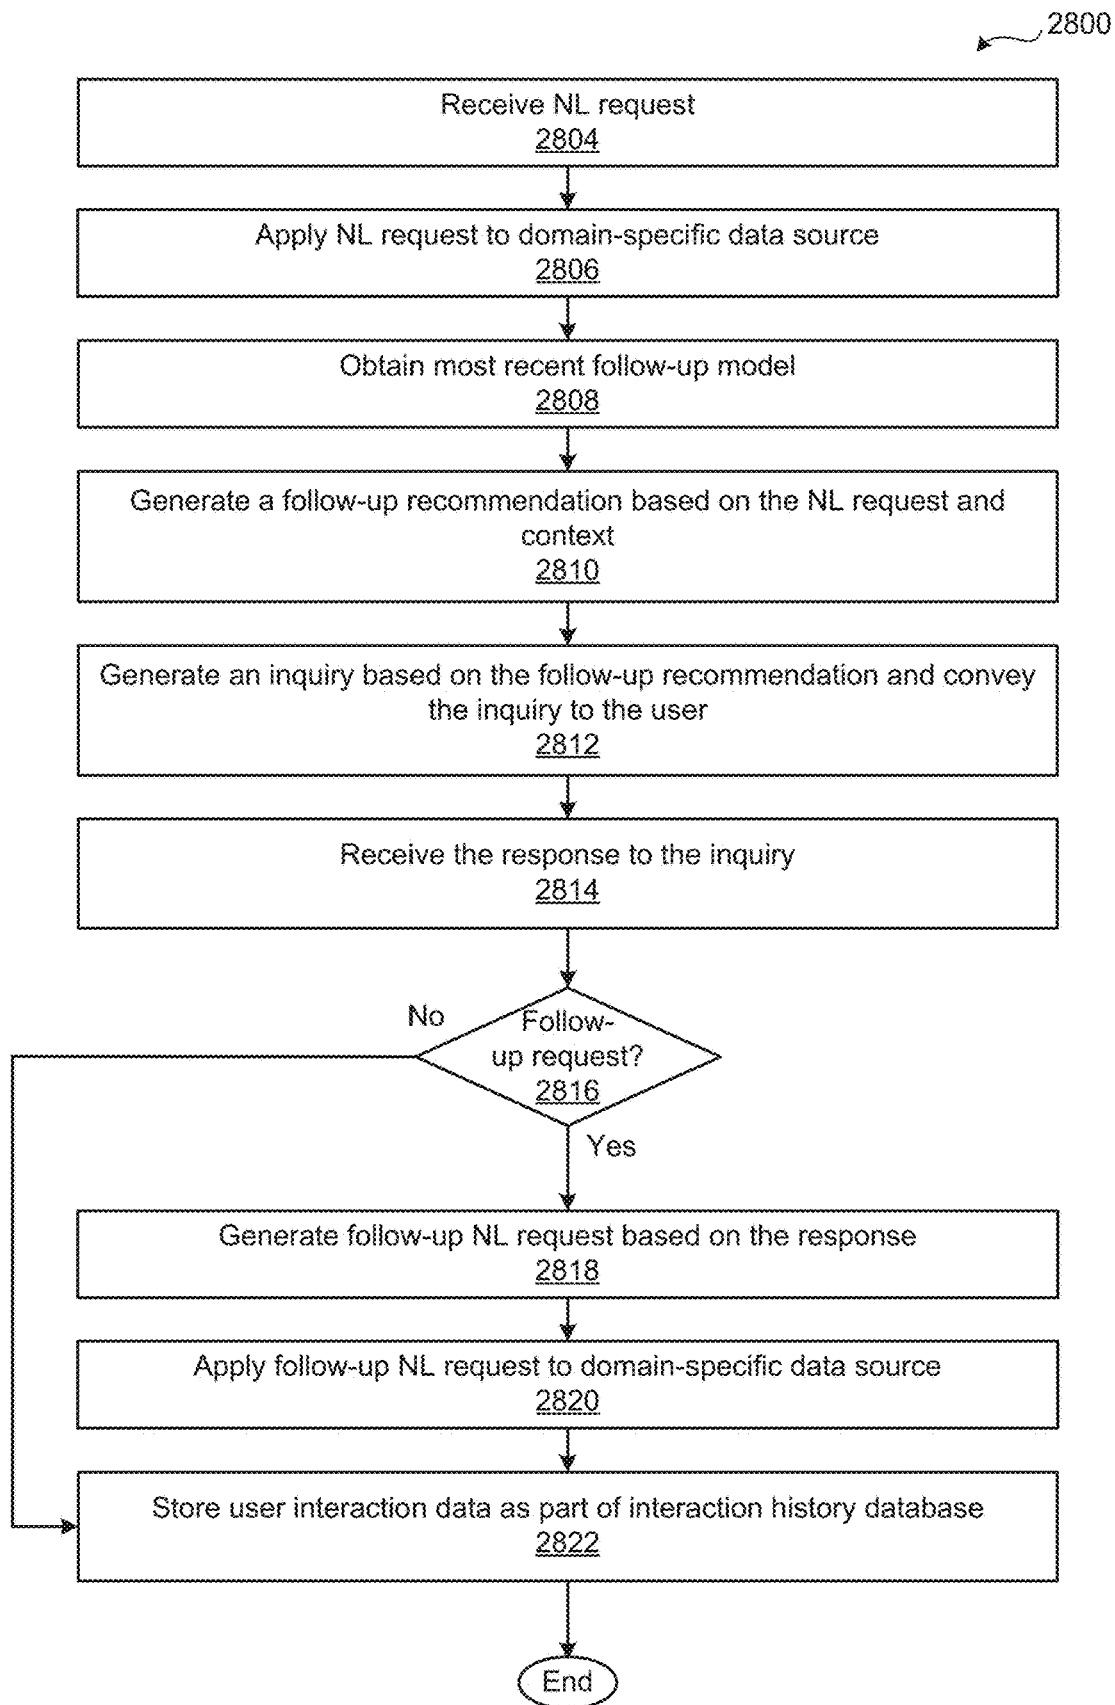 2800
Receive NL request
2804
Apply NL request to domain-specific data source
2806
Obtain most recent follow-up model
2808
Generate a follow-up recommendation based on the NL request and
context
2810
Generate an inquiry based on the follow-up recommendation and convey
the inquiry to the user
2812
Receive the response to the inquiry
2814
No
Follow-
up request?
2816
Yes
Generate follow-up NL request based on the response
2818
Apply follow-up NL request to domain-specific data source
2820
Store user interaction data as part of interaction history database
2822
End